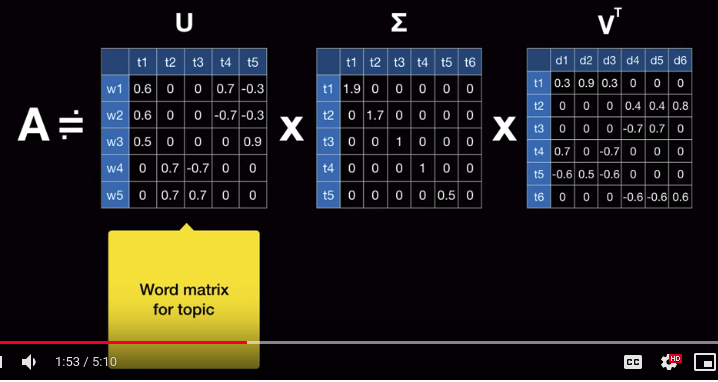 U Σ V^T
A ≓ x x
t1 t2 t3 t4 t5
w1 0.6 0 0 0.7 -0.3
w2 0.6 0 0 -0.7 -0.3
w3 0.5 0 0 0 0.9
w4 0 0.7 -0.7 0 0
w5 0 0.7 0.7 0 0
t1 t2 t3 t4 t5 t6
t1 1.9 0 0 0 0 0
t2 0 1.7 0 0 0 0
t3 0 0 1 0 0 0
t4 0 0 0 1 0 0
t5 0 0 0 0 0.5 0
d1 d2 d3 d4 d5 d6
t1 0.3 0.9 0.3 0 0 0
t2 0 0 0 0.4 0.4 0.8
t3 0 0 0 -0.7 0.7 0
t4 0.7 0 -0.7 0 0 0
t5 -0.6 0.5 -0.6 0 0 0
t6 0 0 0 -0.6 -0.6 0.6
Word matrix
for topic
1:53 / 5:10
CC HD